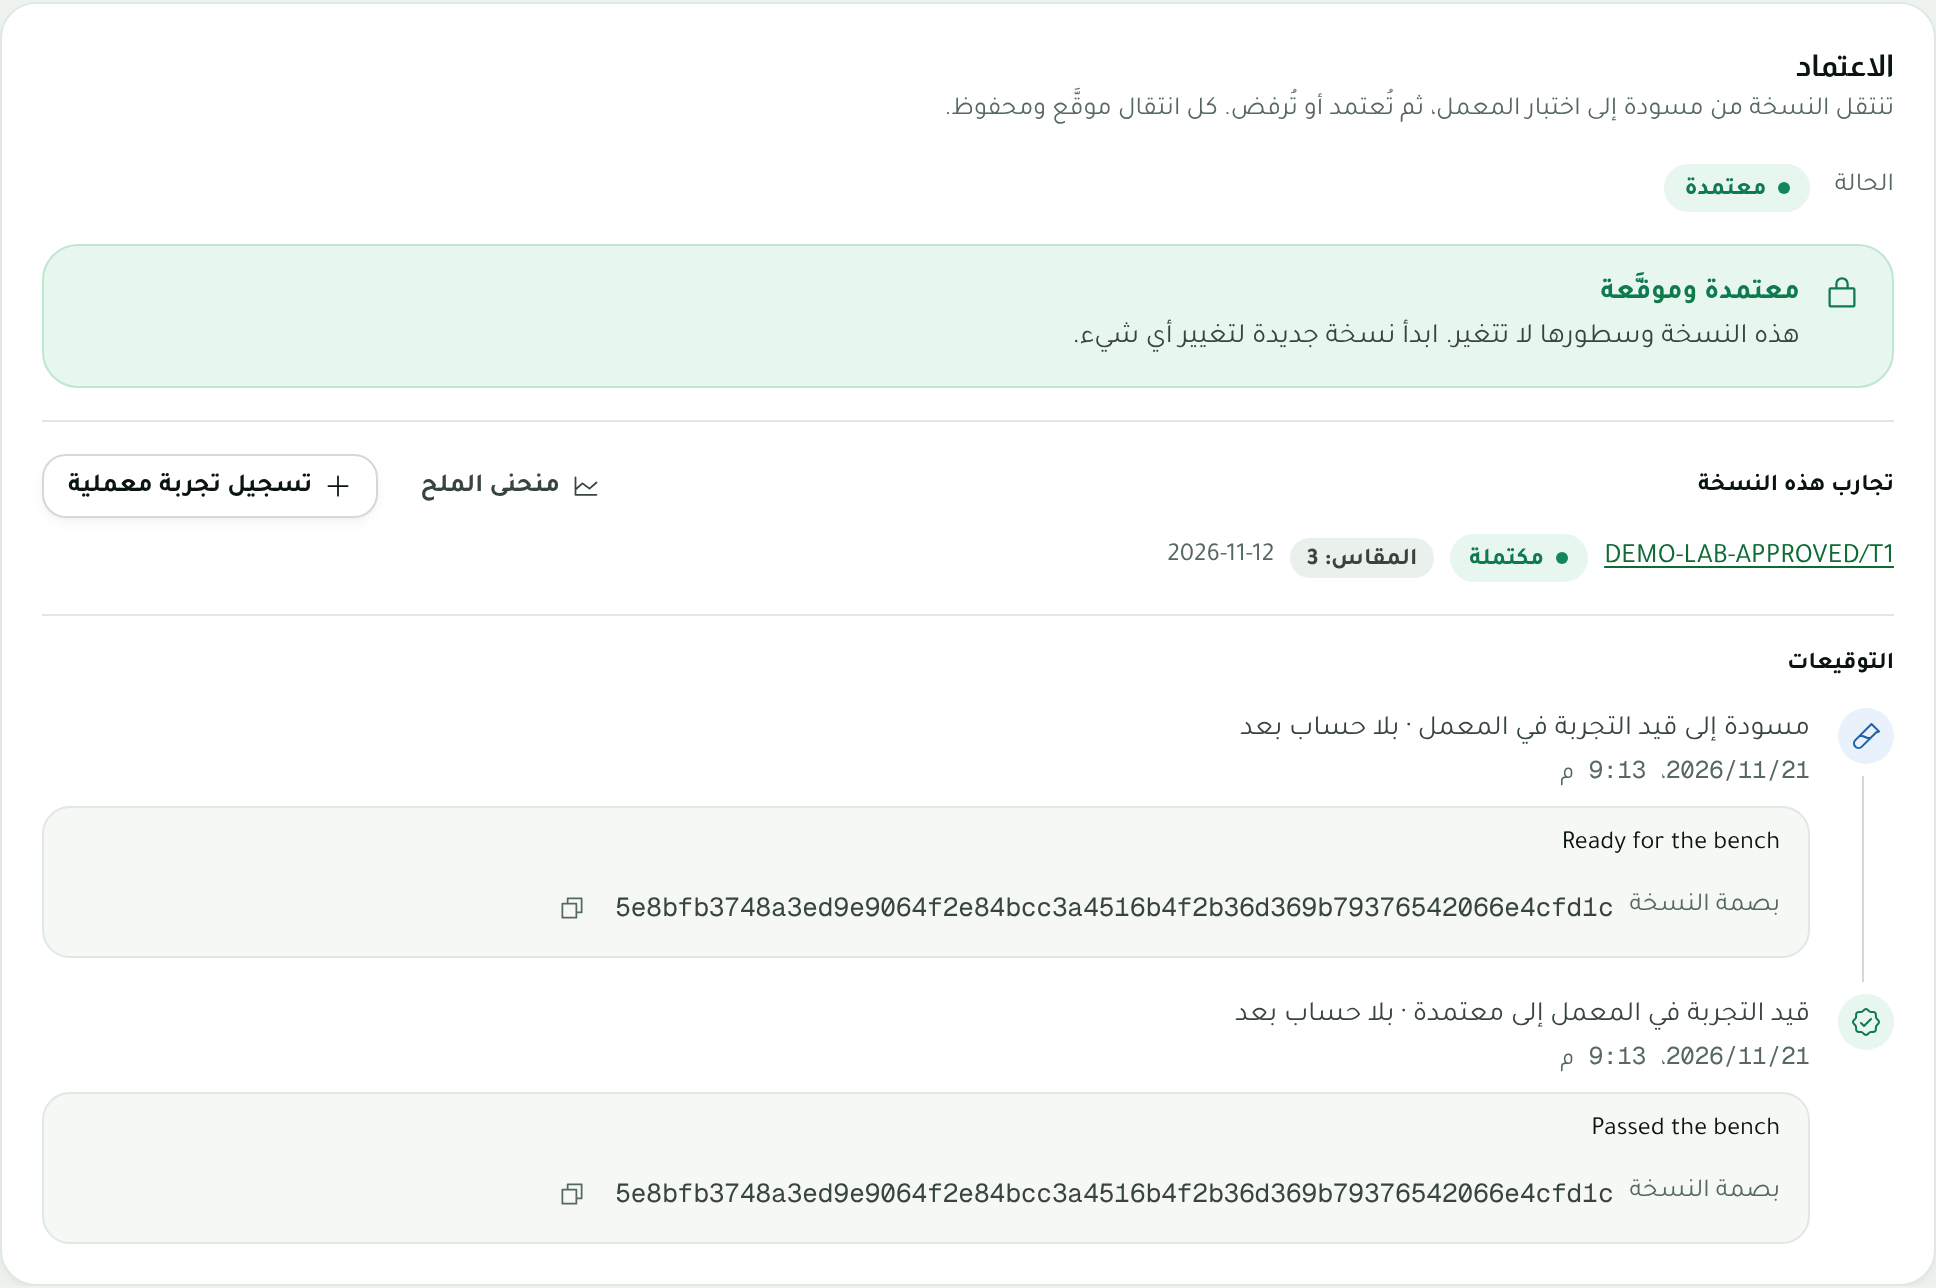 الاعتماد
تنتقل النسخة من مسودة إلى اختبار المعمل، ثم تُعتمد أو تُرفض. كل انتقال موقَّع ومحفوظ.
الحالة معتمدة
معتمدة وموقَّعة
هذه النسخة وسطورها لا تتغير. ابدأ نسخة جديدة لتغيير أي شيء.
تجارب هذه النسخة منحنى الملح تسجيل تجربة معملية
DEMO-LAB-APPROVED/T1 مكتملة المقاس: 3 2026-11-12
التوقيعات
مسودة إلى قيد التجربة في المعمل · بلا حساب بعد
2026/11/21، 9:13 م
Ready for the bench
بصمة النسخة 5e8bfb3748a3ed9e9064f2e84bcc3a4516b4f2b36d369b79376542066e4cfd1c
قيد التجربة في المعمل إلى معتمدة · بلا حساب بعد
2026/11/21، 9:13 م
Passed the bench
بصمة النسخة 5e8bfb3748a3ed9e9064f2e84bcc3a4516b4f2b36d369b79376542066e4cfd1c